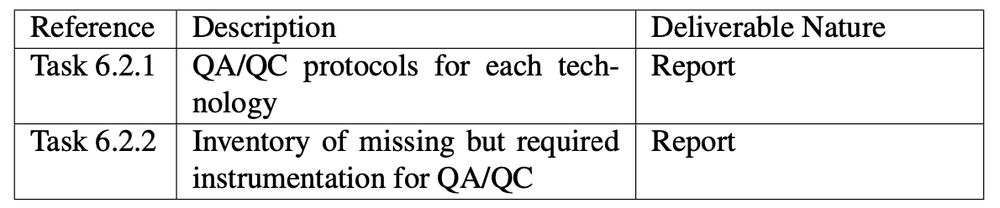 Reference Description Deliverable Nature
Task 6.2.1 QA/QC protocols for each tech- Report
nology
Task 6.2.2 Inventory of missing but required Report
instrumentation for QA/QC